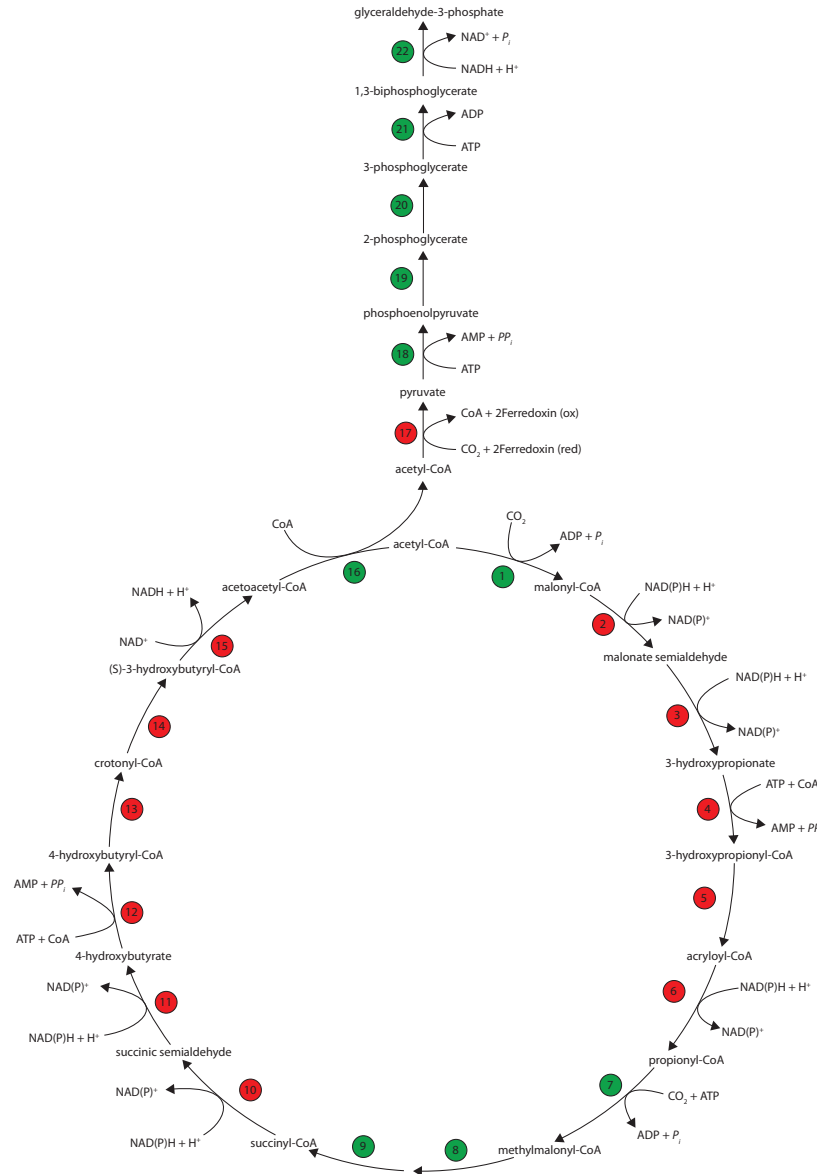 glyceraldehyde-3-phosphate
22
NAD⁺ + Pᵢ
NADH + H⁺
1,3-biphosphoglycerate
21
ADP
ATP
3-phosphoglycerate
20
2-phosphoglycerate
19
phosphoenolpyruvate
18
AMP + PPᵢ
ATP
pyruvate
17
CoA + 2Ferredoxin (ox)
CO₂ + 2Ferredoxin (red)
acetyl-CoA
CoA
16
acetyl-CoA
CO₂
ADP + Pᵢ
1
malonyl-CoA
NAD(P)H + H⁺
2
NAD(P)⁺
malonate semialdehyde
NAD(P)H + H⁺
3
NAD(P)⁺
3-hydroxypropionate
ATP + CoA
4
AMP + PP
3-hydroxypropionyl-CoA
5
acryloyl-CoA
6
NAD(P)H + H⁺
NAD(P)⁺
propionyl-CoA
7
CO₂ + ATP
ADP + Pᵢ
methylmalonyl-CoA
8
9
succinyl-CoA
10
NAD(P)⁺
NAD(P)H + H⁺
succinic semialdehyde
11
NAD(P)⁺
NAD(P)H + H⁺
4-hydroxybutyrate
12
AMP + PPᵢ
ATP + CoA
4-hydroxybutyryl-CoA
13
crotonyl-CoA
14
(S)-3-hydroxybutyryl-CoA
15
NADH + H⁺
NAD⁺
acetoacetyl-CoA